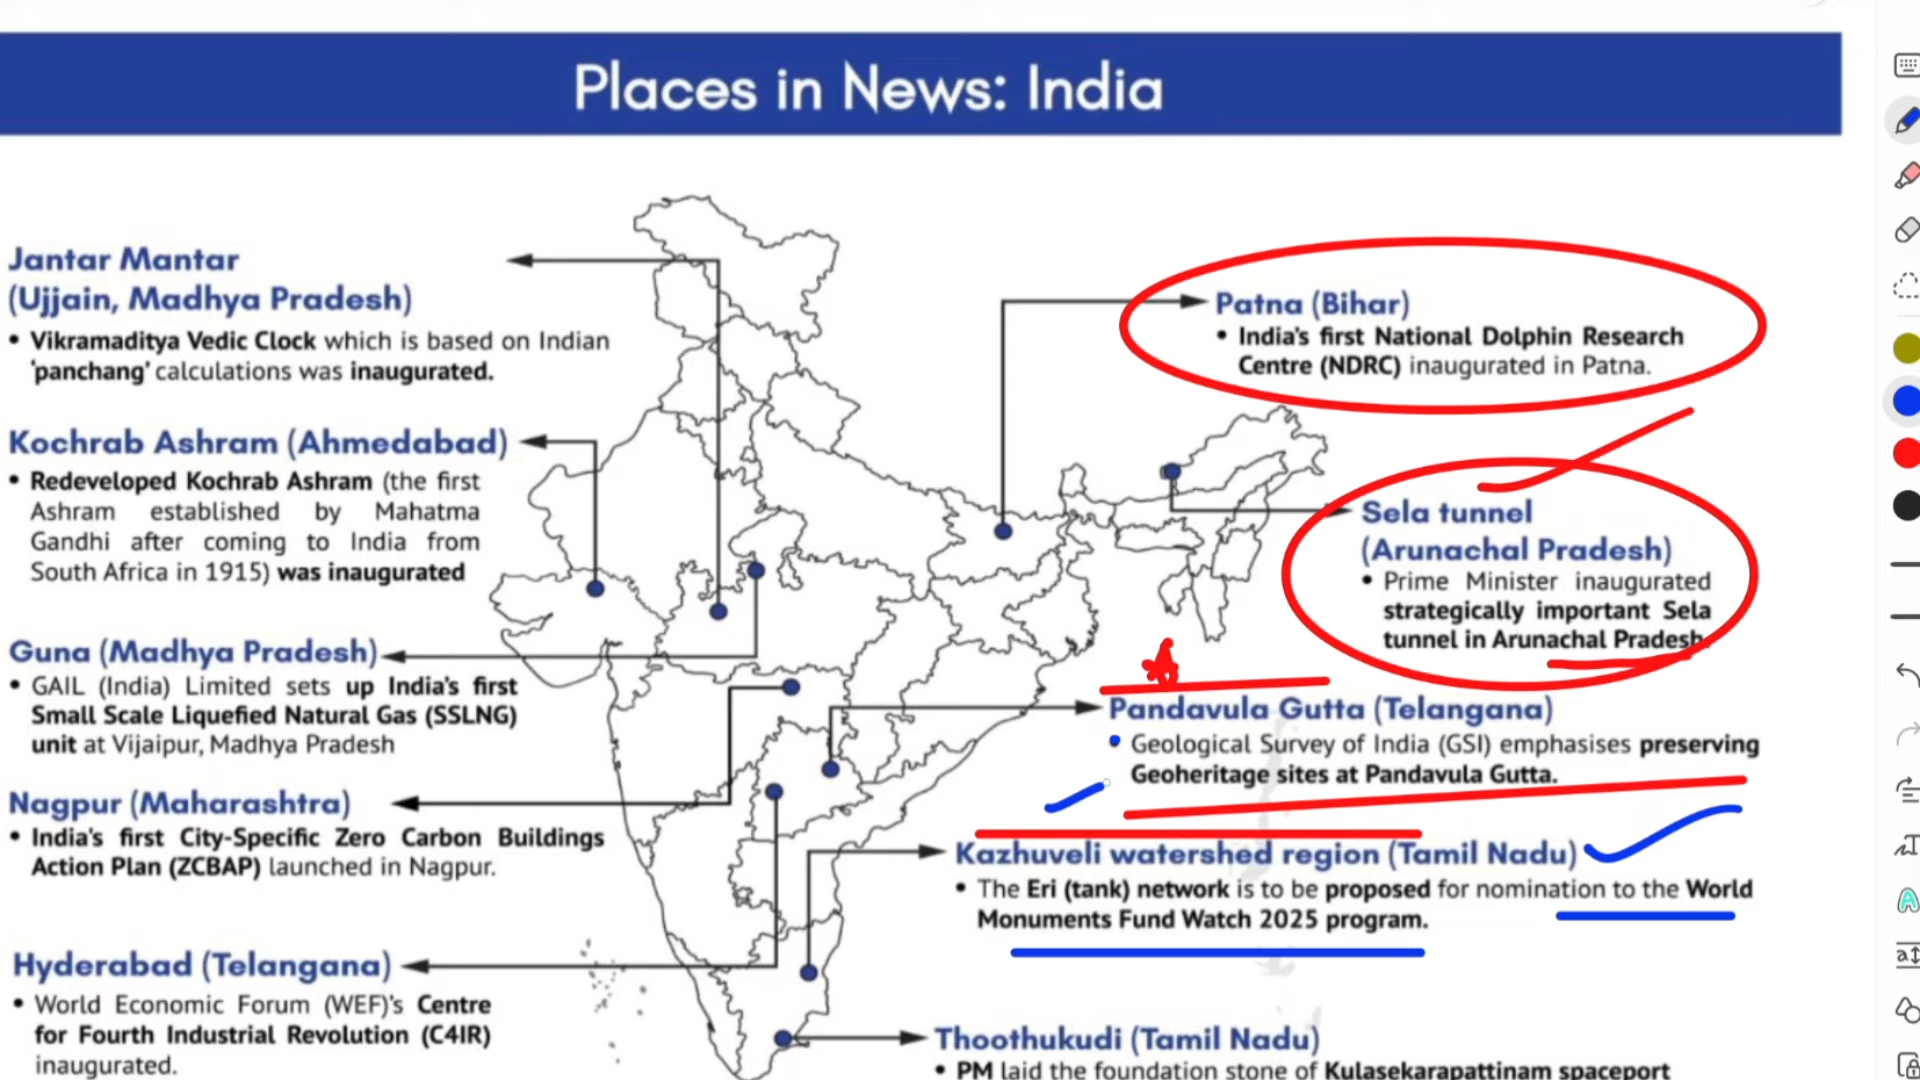 Places in News: India
Jantar Mantar
(Ujjain, Madhya Pradesh)
• Vikramaditya Vedic Clock which is based on Indian
'panchang' calculations was inaugurated.
Kochrab Ashram (Ahmedabad)
• Redeveloped Kochrab Ashram (the first
Ashram established by Mahatma
Gandhi after coming to India from
South Africa in 1915) was inaugurated
Guna (Madhya Pradesh)
• GAIL (India) Limited sets up India's first
Small Scale Liquefied Natural Gas (SSLNG)
unit at Vijaipur, Madhya Pradesh
Nagpur (Maharashtra)
• India's first City-Specific Zero Carbon Buildings
Action Plan (ZCBAP) launched in Nagpur.
Hyderabad (Telangana)
• World Economic Forum (WEF)'s Centre
for Fourth Industrial Revolution (C4IR)
inaugurated.
Patna (Bihar)
• India's first National Dolphin Research
Centre (NDRC) inaugurated in Patna.
Sela tunnel
(Arunachal Pradesh)
• Prime Minister inaugurated
strategically important Sela
tunnel in Arunachal Pradesh
Pandavula Gutta (Telangana)
• Geological Survey of India (GSI) emphasises preserving
Geoheritage sites at Pandavula Gutta.
Kazhuveli watershed region (Tamil Nadu)
• The Eri (tank) network is to be proposed for nomination to the World
Monuments Fund Watch 2025 program.
Thoothukudi (Tamil Nadu)
• PM laid the foundation stone of Kulasekarapattinam spaceport